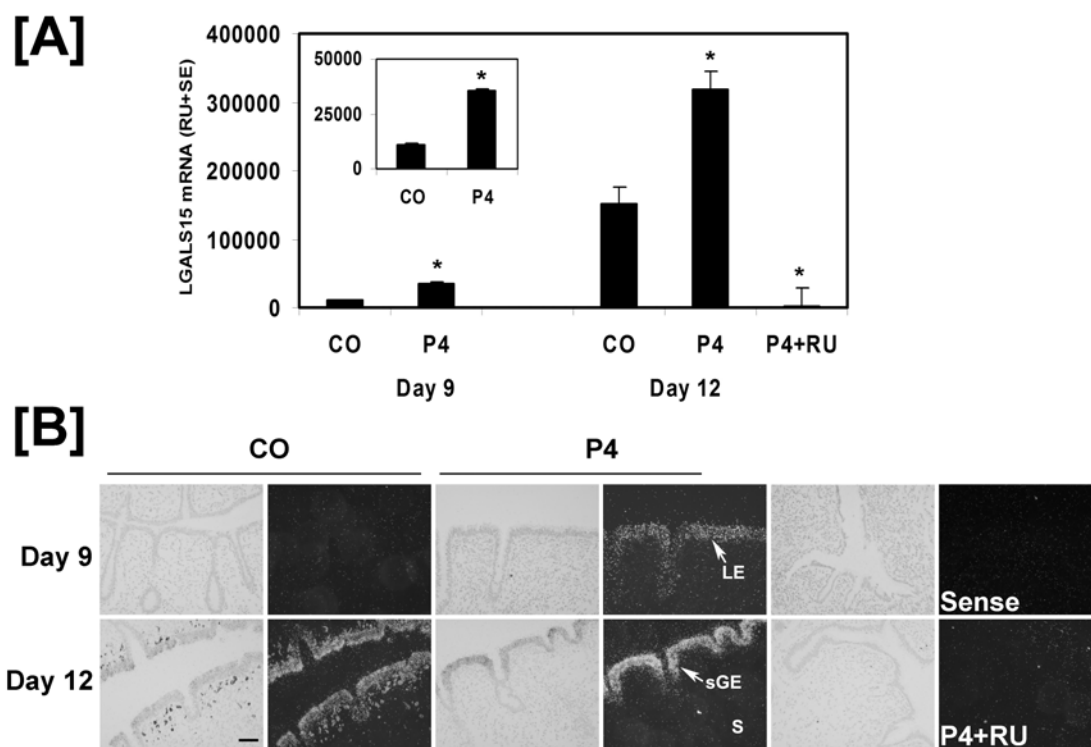 [A]
LGALS15 mRNA (RU+SE)
400000
300000
200000
100000
0
50000
25000
0
*
CO P4
*
*
*
CO P4 CO P4 P4+RU
Day 9 Day 12
[B]
CO P4
Day 9
LE
Sense
Day 12
sGE
S
P4+RU